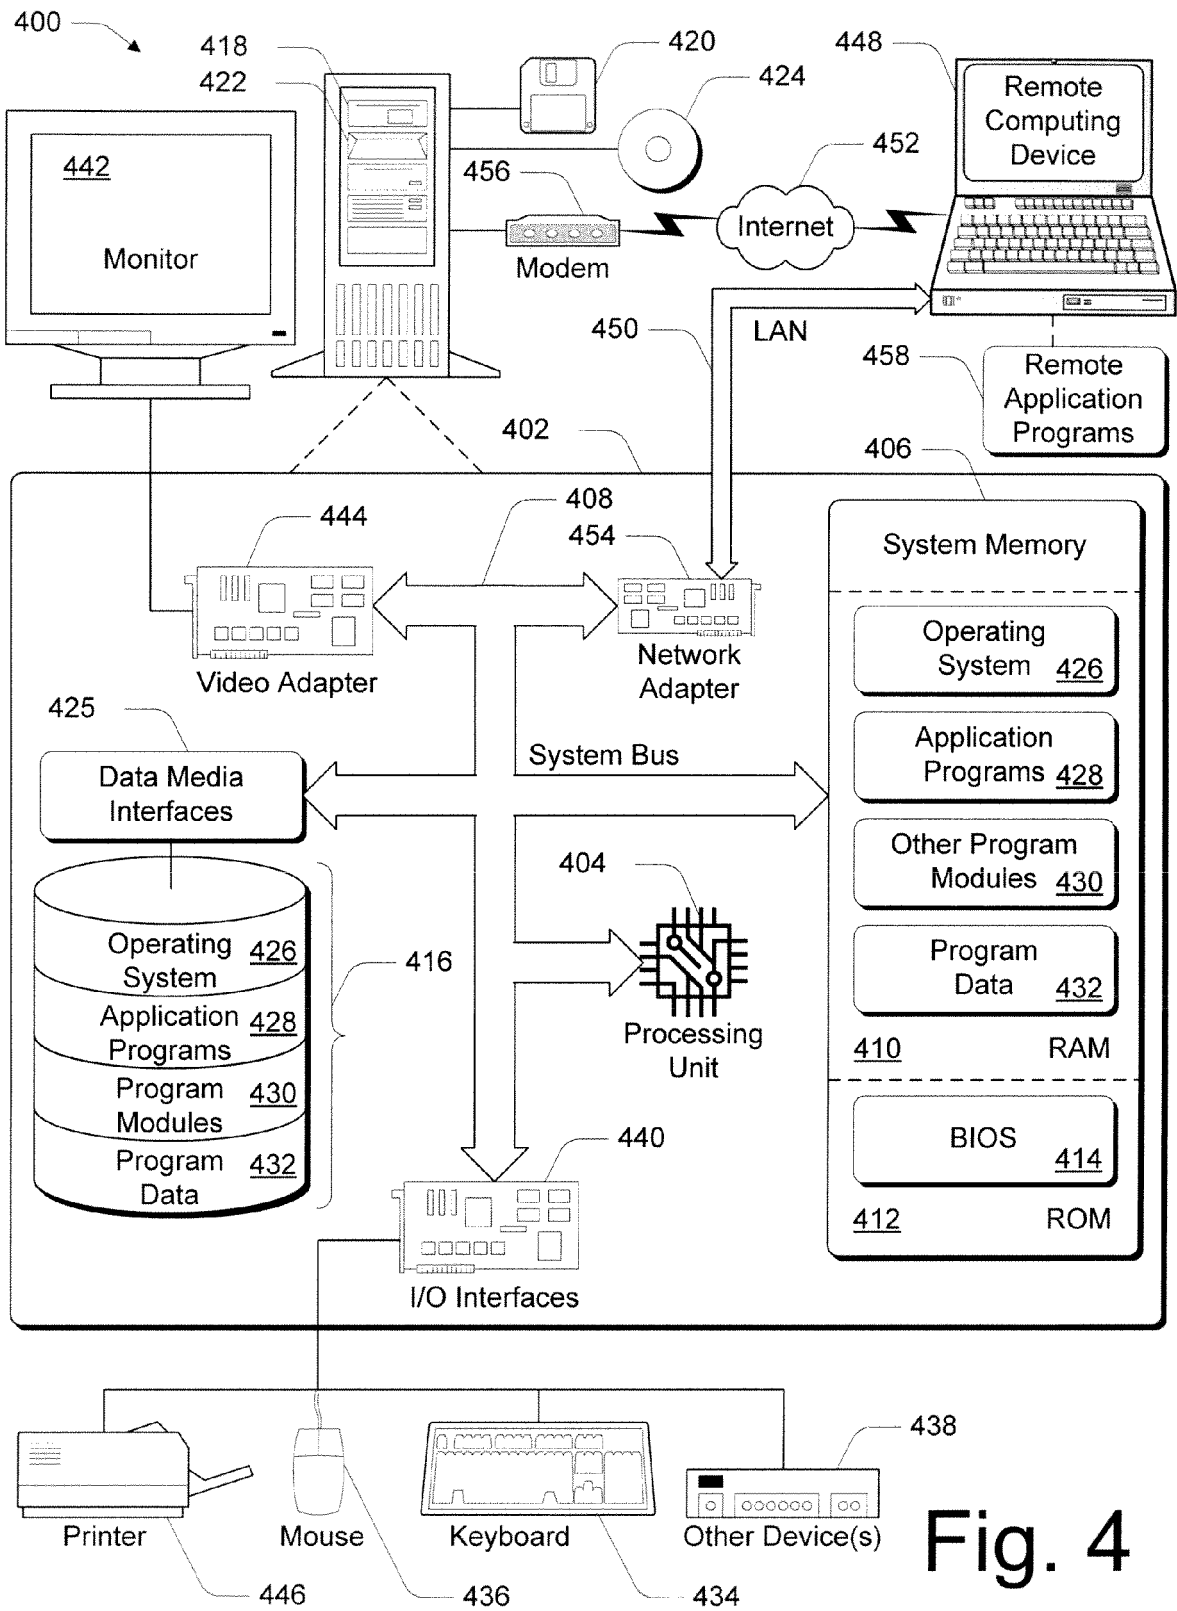 400
418
422
420
424
448
Remote
Computing
Device
442
Monitor
456
Modem
452
Internet
450
LAN
458
Remote
Application
Programs
402
406
444
408
454
Video Adapter
Network
Adapter
System Memory
Operating
System 426
Application
Programs 428
Other Program
Modules 430
Program
Data 432
410 RAM
BIOS
414
412 ROM
425
Data Media
Interfaces
System Bus
404
Processing
Unit
Operating
System 426
Application
Programs 428
Program
Modules 430
Program
Data 432
416
440
I/O Interfaces
Printer
446
Mouse
436
Keyboard
434
438
Other Device(s)
Fig. 4